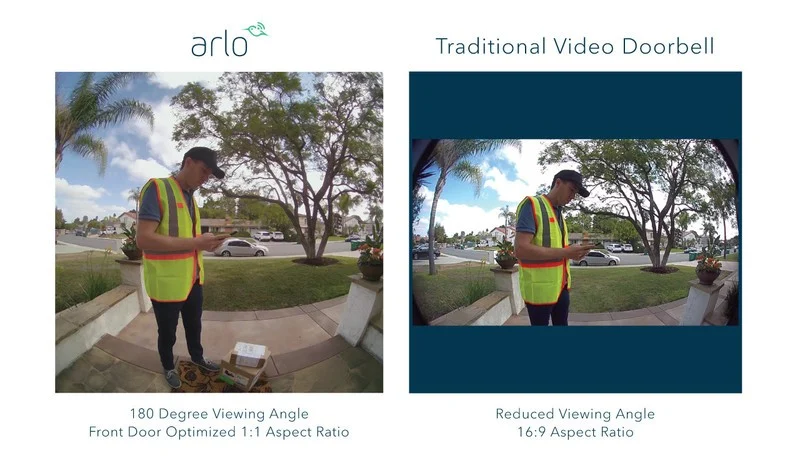 arlo
Traditional Video Doorbell
180 Degree Viewing Angle
Front Door Optimized 1:1 Aspect Ratio
Reduced Viewing Angle
16:9 Aspect Ratio